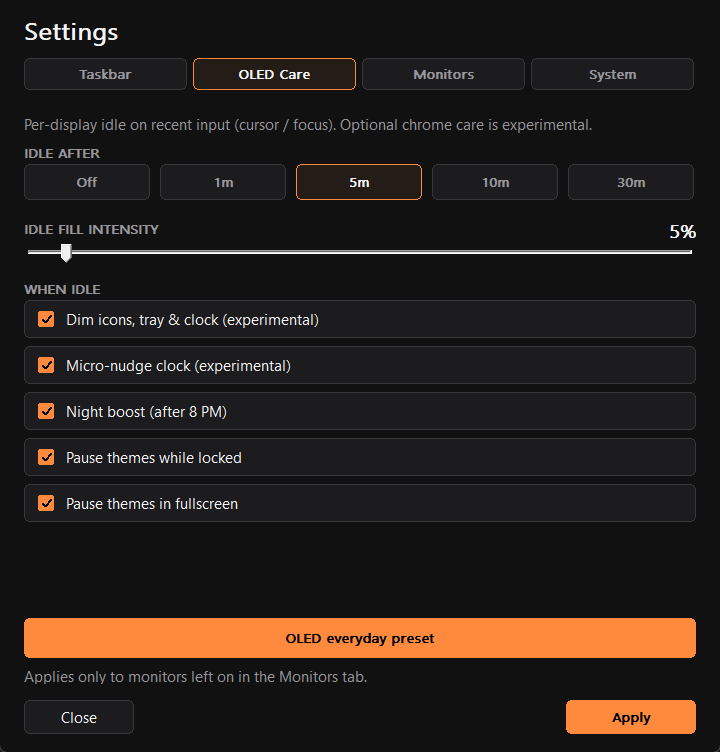 Settings
Taskbar OLED Care Monitors System
Per-display idle on recent input (cursor / focus). Optional chrome care is experimental.
IDLE AFTER
Off 1m 5m 10m 30m
IDLE FILL INTENSITY 5%
WHEN IDLE
Dim icons, tray & clock (experimental)
Micro-nudge clock (experimental)
Night boost (after 8 PM)
Pause themes while locked
Pause themes in fullscreen
OLED everyday preset
Applies only to monitors left on in the Monitors tab.
Close Apply